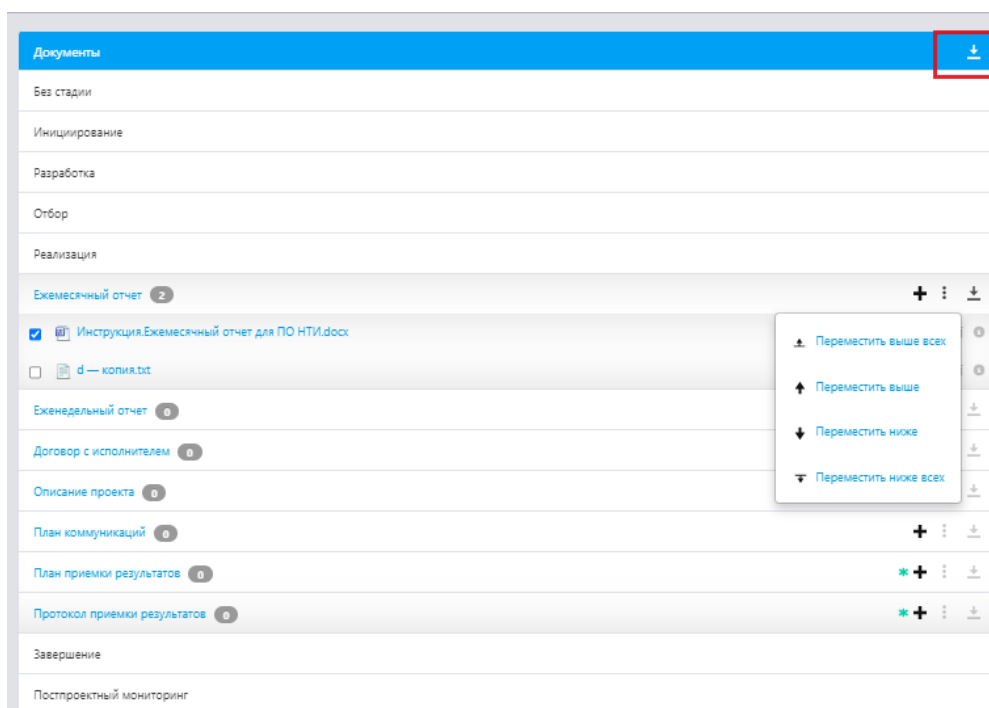 Документы
Без стадии
Инициирование
Разработка
Отбор
Реализация
Ежемесячный отчет 2
Инструкция.Ежемесячный отчет для ПО НТИ.docx
Переместить выше всех
d — копия.txt
Переместить выше
Еженедельный отчет 0
Переместить ниже
Договор с исполнителем 0
Переместить ниже всех
Описание проекта 0
План коммуникаций 0
План приемки результатов 0
Протокол приемки результатов 0
Завершение
Постпроектный мониторинг